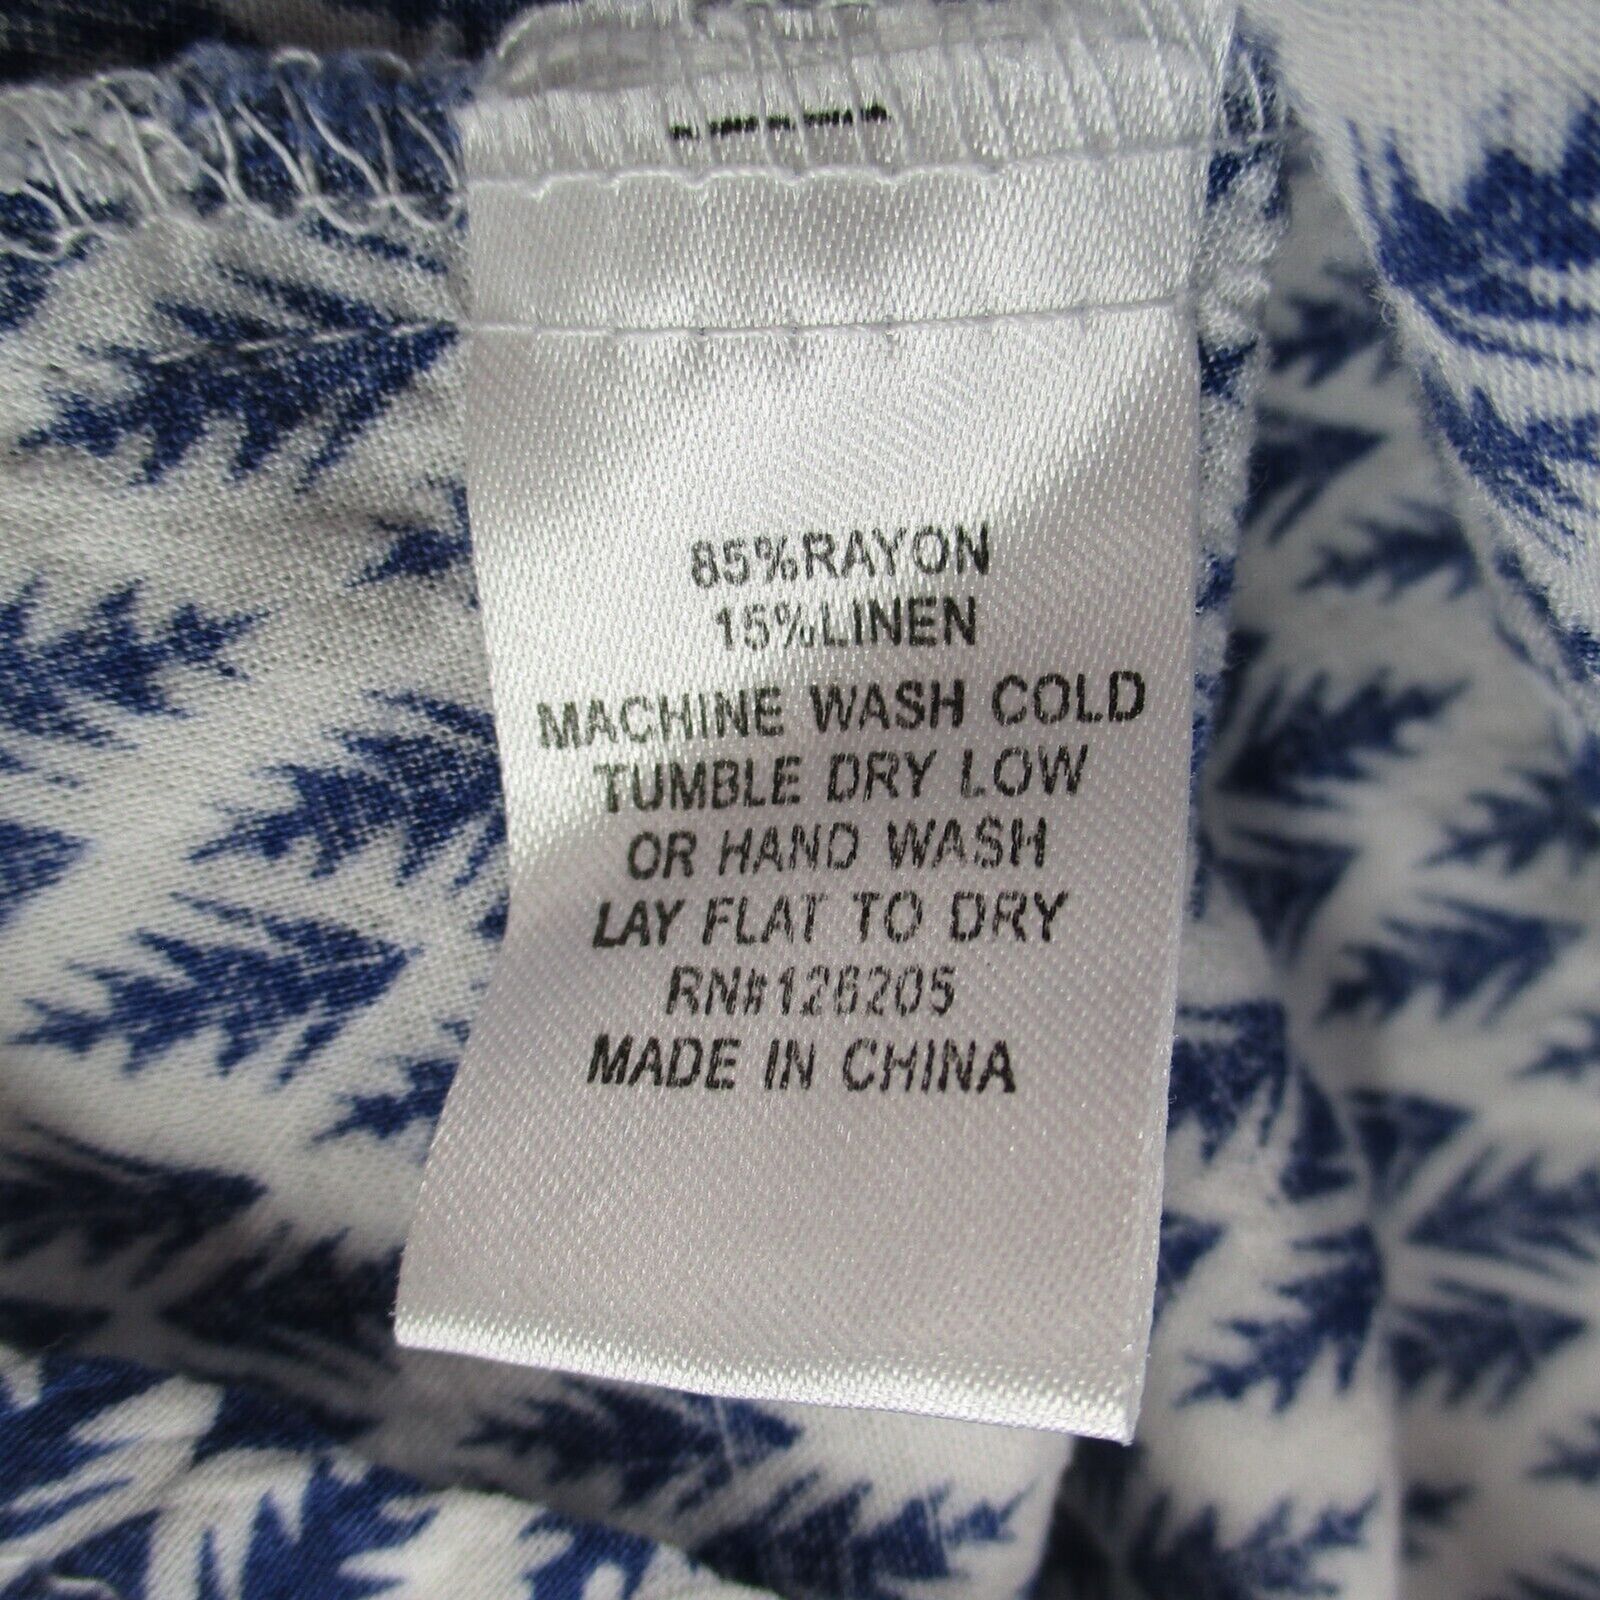 85%RAYON
15%LINEN
MACHINE WASH COLD
TUMBLE DRY LOW
OR HAND WASH
LAY FLAT TO DRY
RN#126205
MADE IN CHINA